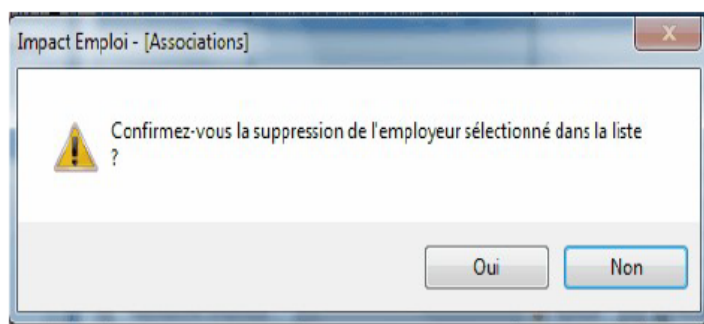 Impact Emploi - [Associations]
Confirmez-vous la suppression de l'employeur sélectionné dans la liste
?
Oui
Non